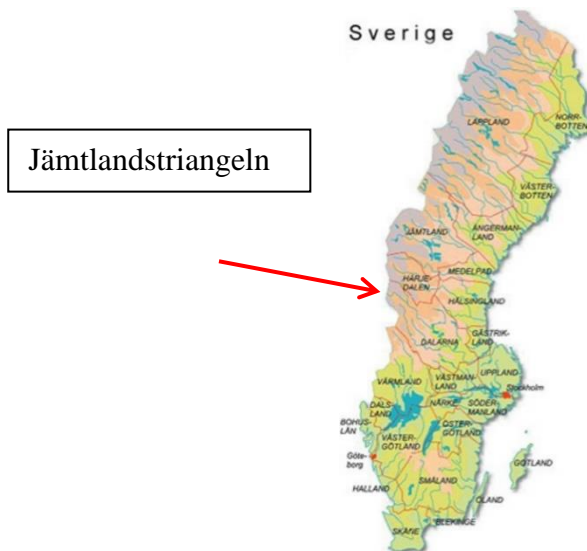 Sverige
Jämtlandstriangeln
LAPPLAND
NORR-
BOTTEN
VÄSTER-
BOTTEN
JÄMTLAND
ÅNGERMAN-
LAND
MEDELPAD
HÄRJE-
DALEN
HÄLSINGLAND
GÄSTRIK-
LAND
DALARNA
UPPLAND
VÄSTMAN-
LAND
VÄRMLAND
Stockholm
NÄRKE
SÖDER-
MANLAND
DALS-
LAND
BOHUS-
LÄN
ÖSTER-
GÖTLAND
VÄSTER-
GÖTLAND
Göte-
borg
GOTLAND
SMÅLAND
HALLAND
ÖLAND
BLEKINGE
SKÅNE